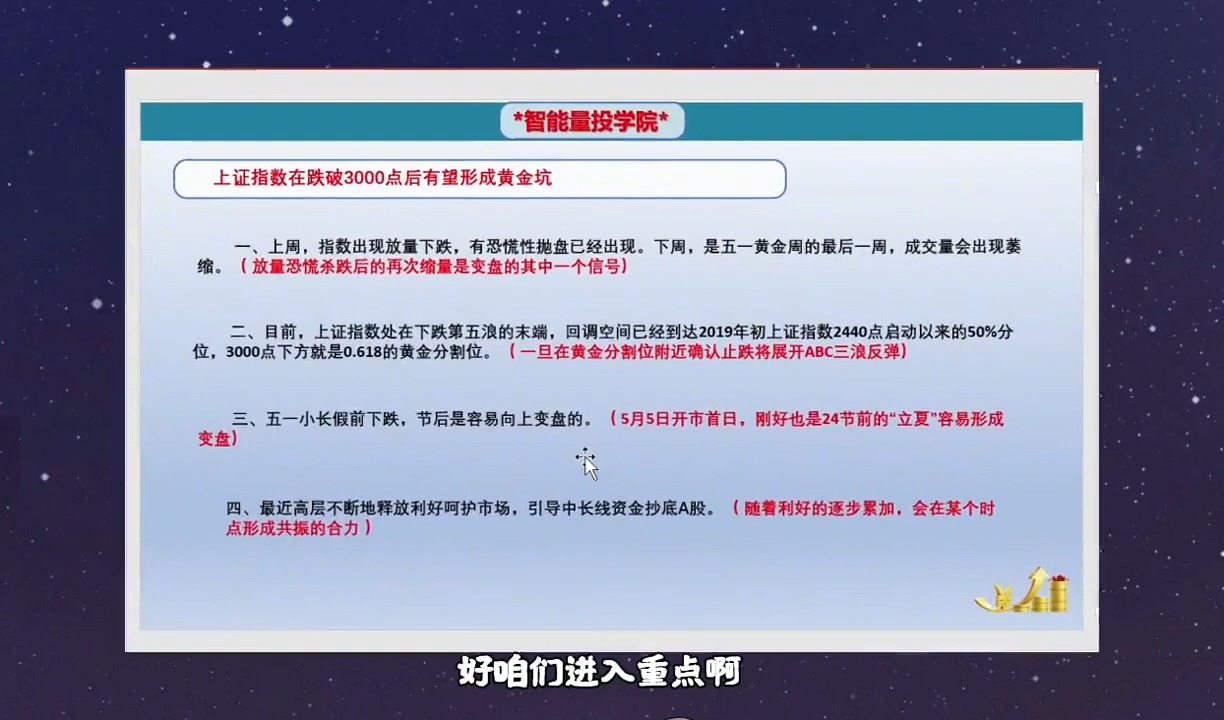 *智能量投学院*
上证指数在跌破3000点后有望形成黄金坑
一、上周，指数出现放量下跌，有恐慌性抛盘已经出现。下周，是五一黄金周的最后一周，成交量会出现萎
缩。（放量恐慌杀跌后的再次缩量是变盘的其中一个信号）
二、目前，上证指数处在下跌第五浪的末端，回调空间已经到达2019年初上证指数2440点启动以来的50%分
位，3000点下方就是0.618的黄金分割位。（一旦在黄金分割位附近确认止跌将展开ABC三浪反弹）
三、五一小长假前下跌，节后是容易向上变盘的。（5月5日开市首日，刚好也是24节前的“立夏”容易形成
变盘）
四、最近高层不断地释放利好呵护市场，引导中长线资金抄底A股。（随着利好的逐步累加，会在某个时
点形成共振的合力）
好咱们进入重点啊